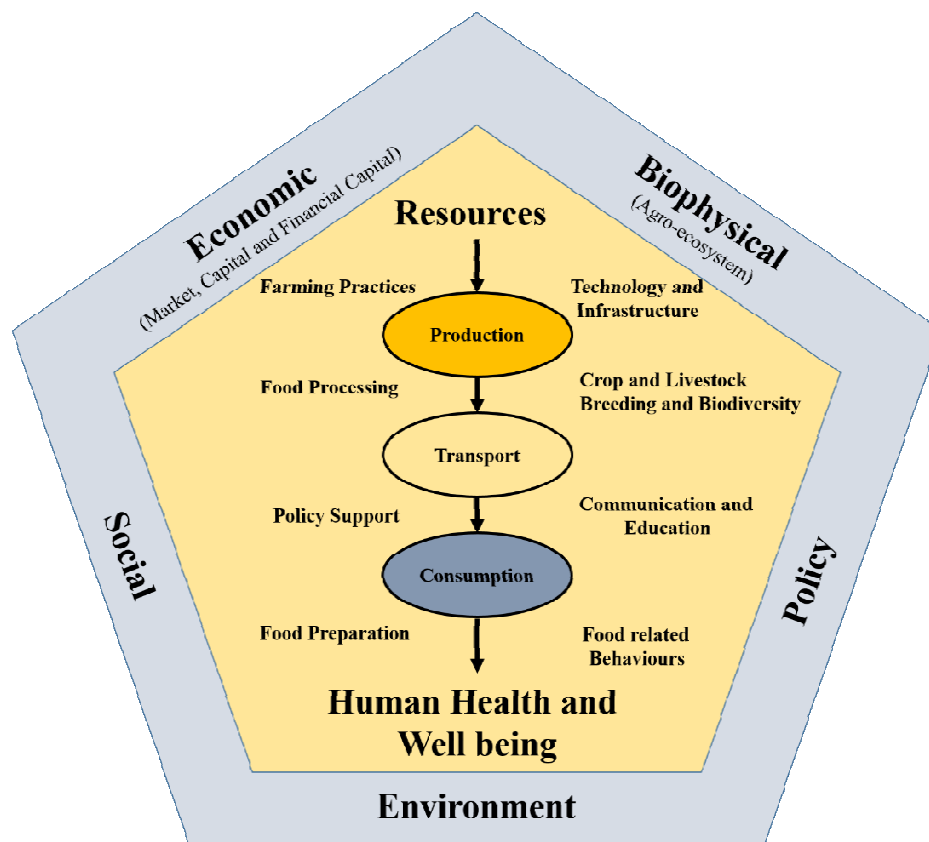 Economic
(Market, Capital and Financial Capital)
Biophysical
(Agro-ecosystem)
Resources
Farming Practices
Technology and
Infrastructure
Production
Food Processing
Crop and Livestock
Breeding and Biodiversity
Transport
Policy Support
Communication and
Education
Social
Policy
Consumption
Food Preparation
Food related
Behaviours
Human Health and
Well being
Environment